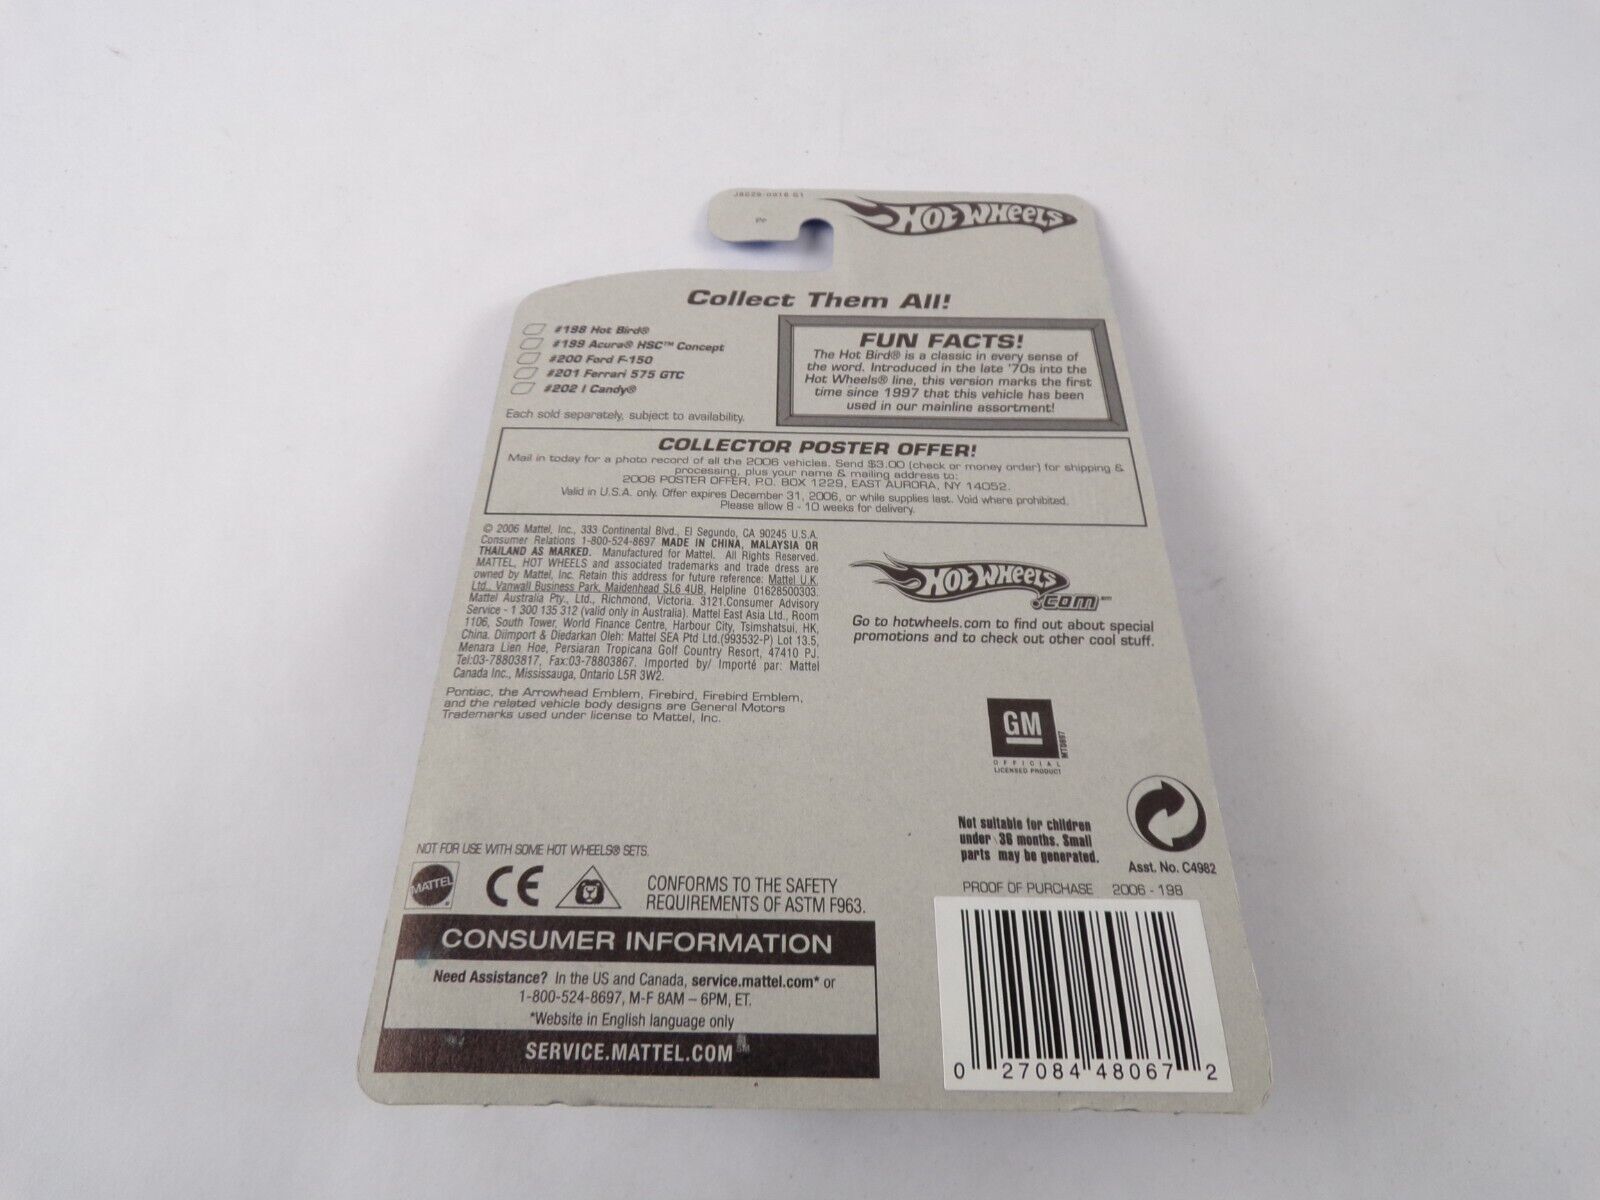 HOT WHEELS
Collect Them All!
#198 Hot Bird®
#199 Acura® HSC™ Concept
#200 Ford F-150
#201 Ferrari 575 GTC
#202 I Candy®
Each sold separately, subject to availability.
FUN FACTS!
The Hot Bird® is a classic in every sense of
the word. Introduced in the late '70s into the
Hot Wheels® line, this version marks the first
time since 1997 that this vehicle has been
used in our mainline assortment!
COLLECTOR POSTER OFFER!
Mail in today for a photo record of all the 2006 vehicles. Send $3.00 (check or money order) for shipping &
processing, plus your name & mailing address to:
2006 POSTER OFFER, P.O. BOX 1229, EAST AURORA, NY 14052.
Valid in U.S.A. only. Offer expires December 31, 2006, or while supplies last. Void where prohibited.
Please allow 8 - 10 weeks for delivery.
© 2006 Mattel, Inc., 333 Continental Blvd., El Segundo, CA 90245 U.S.A.
Consumer Relations 1-800-524-8697 MADE IN CHINA, MALAYSIA OR
THAILAND AS MARKED. Manufactured for Mattel. All Rights Reserved.
MATTEL, HOT WHEELS and associated trademarks and trade dress are
owned by Mattel, Inc. Retain this address for future reference: Mattel U.K.
Ltd., Vanwall Business Park, Maidenhead SL6 4UB, Helpline 01628500303.
Mattel Australia Pty., Ltd., Richmond, Victoria. 3121.Consumer Advisory
Service - 1 300 135 312 (valid only in Australia). Mattel East Asia Ltd., Room
1106, South Tower, World Finance Centre, Harbour City, Tsimshatsui, HK,
China. Diimport & Diedarkan Oleh: Mattel SEA Ptd Ltd.(993532-P) Lot 13.5,
Menara Lien Hoe, Persiaran Tropicana Golf Country Resort, 47410 PJ.
Tel:03-78803817, Fax:03-78803867. Imported by/ Importé par: Mattel
Canada Inc., Mississauga, Ontario L5R 3W2.
Pontiac, the Arrowhead Emblem, Firebird, Firebird Emblem,
and the related vehicle body designs are General Motors
Trademarks used under license to Mattel, Inc.
HOT WHEELS
.com™
Go to hotwheels.com to find out about special
promotions and to check out other cool stuff.
GM
OFFICIAL
LICENSED PRODUCT
Not suitable for children
under 36 months. Small
parts may be generated.
Asst. No. C4982
PROOF OF PURCHASE 2006 - 198
NOT FOR USE WITH SOME HOT WHEELS® SETS.
MATTEL
CE
CONFORMS TO THE SAFETY
REQUIREMENTS OF ASTM F963.
CONSUMER INFORMATION
Need Assistance? In the US and Canada, service.mattel.com* or
1-800-524-8697, M-F 8AM – 6PM, ET.
*Website in English language only
SERVICE.MATTEL.COM℠
0 27084 48067 2